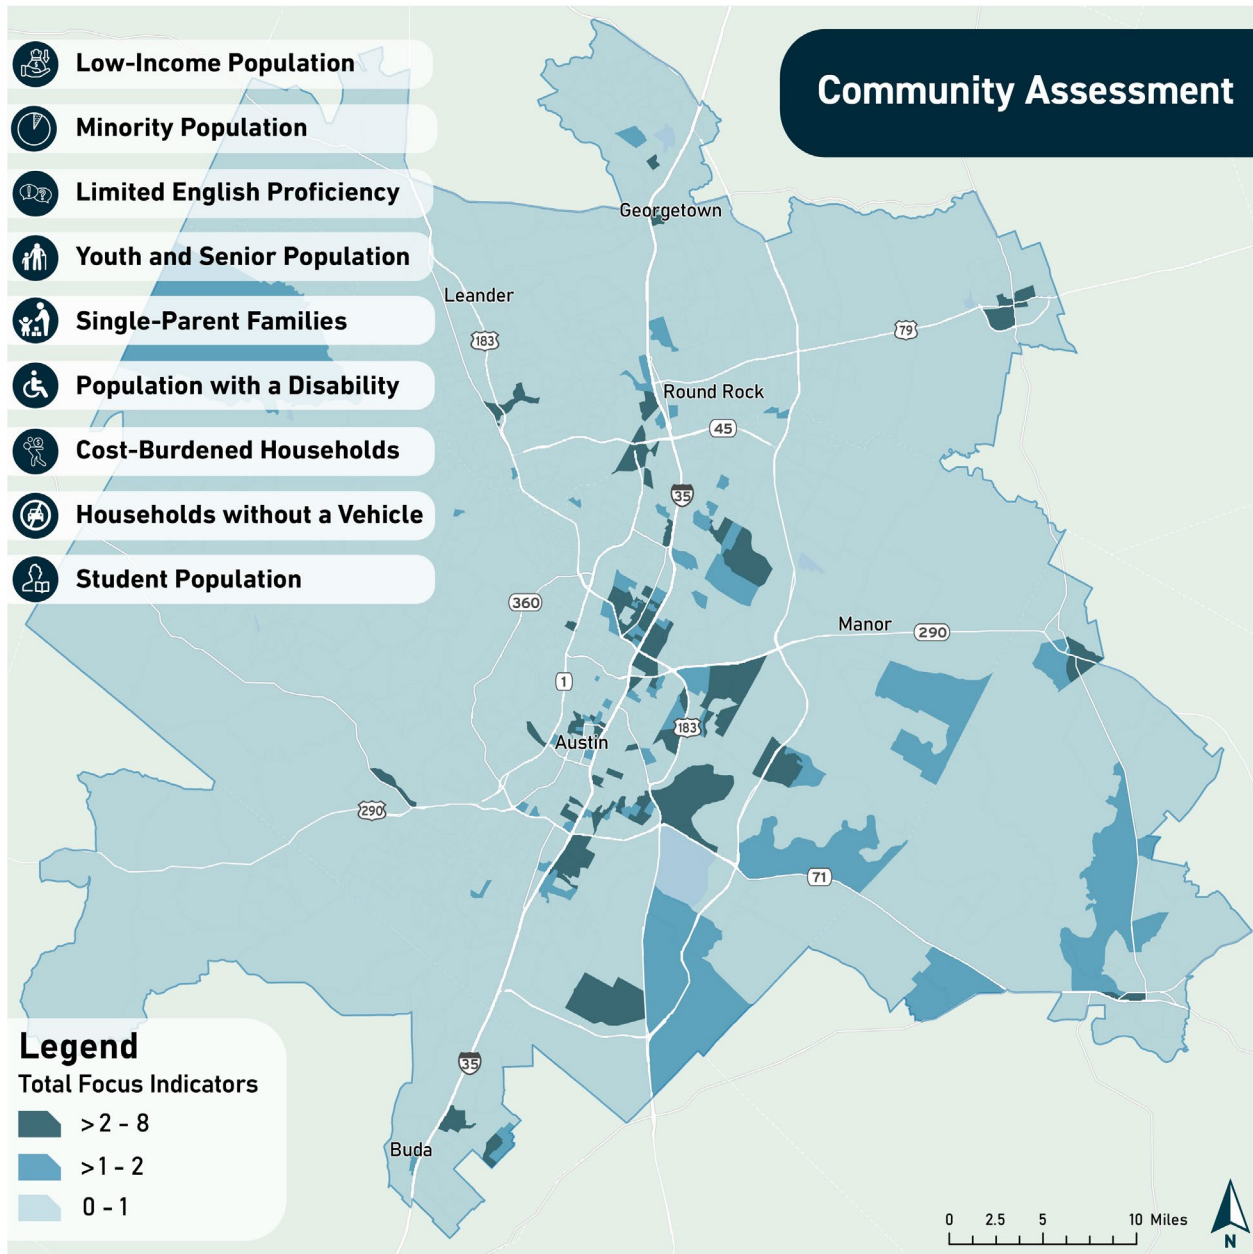 Community Assessment
Low-Income Population
Minority Population
Limited English Proficiency
Youth and Senior Population
Single-Parent Families
Population with a Disability
Cost-Burdened Households
Households without a Vehicle
Student Population
Georgetown
Leander
183
79
Round Rock
45
35
360
Manor
290
1
183
Austin
290
71
35
Buda
Legend
Total Focus Indicators
>2 - 8
>1 - 2
0 - 1
0 2.5 5 10 Miles
N